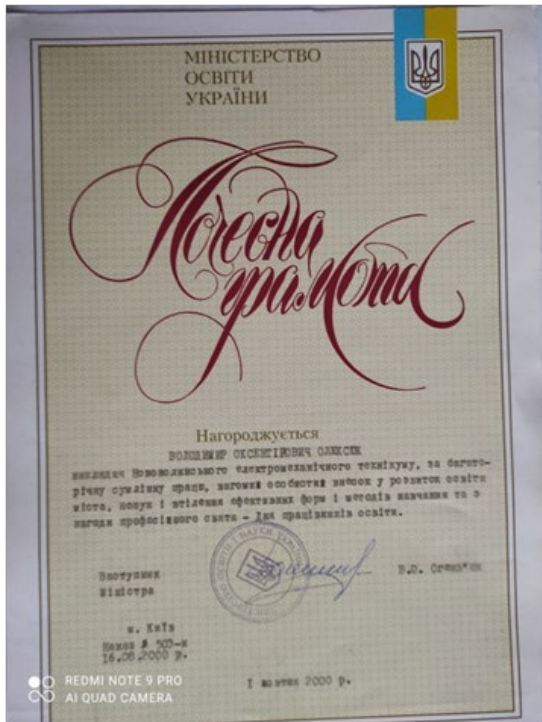 МІНІСТЕРСТВО
ОСВІТИ
УКРАЇНИ
Почесна
грамота
Нагороджується
ВОЛОДИМИР ОКСЕНТІЙОВИЧ ОЛЕКСЮК
викладач Нововолинського електромеханічного технікуму, за багато-
річну сумлінну працю, вагомий особистий внесок у розвиток освіти
міста, пошук і втілення ефективних форм і методів навчання та з
нагоди професійного свята - Дня працівників освіти.
Заступник
Міністра
В.О.
м. Київ
Наказ № 503-к
16.08.2000 р.
1 жовтня 2000 р.
REDMI NOTE 9 PRO
AI QUAD CAMERA